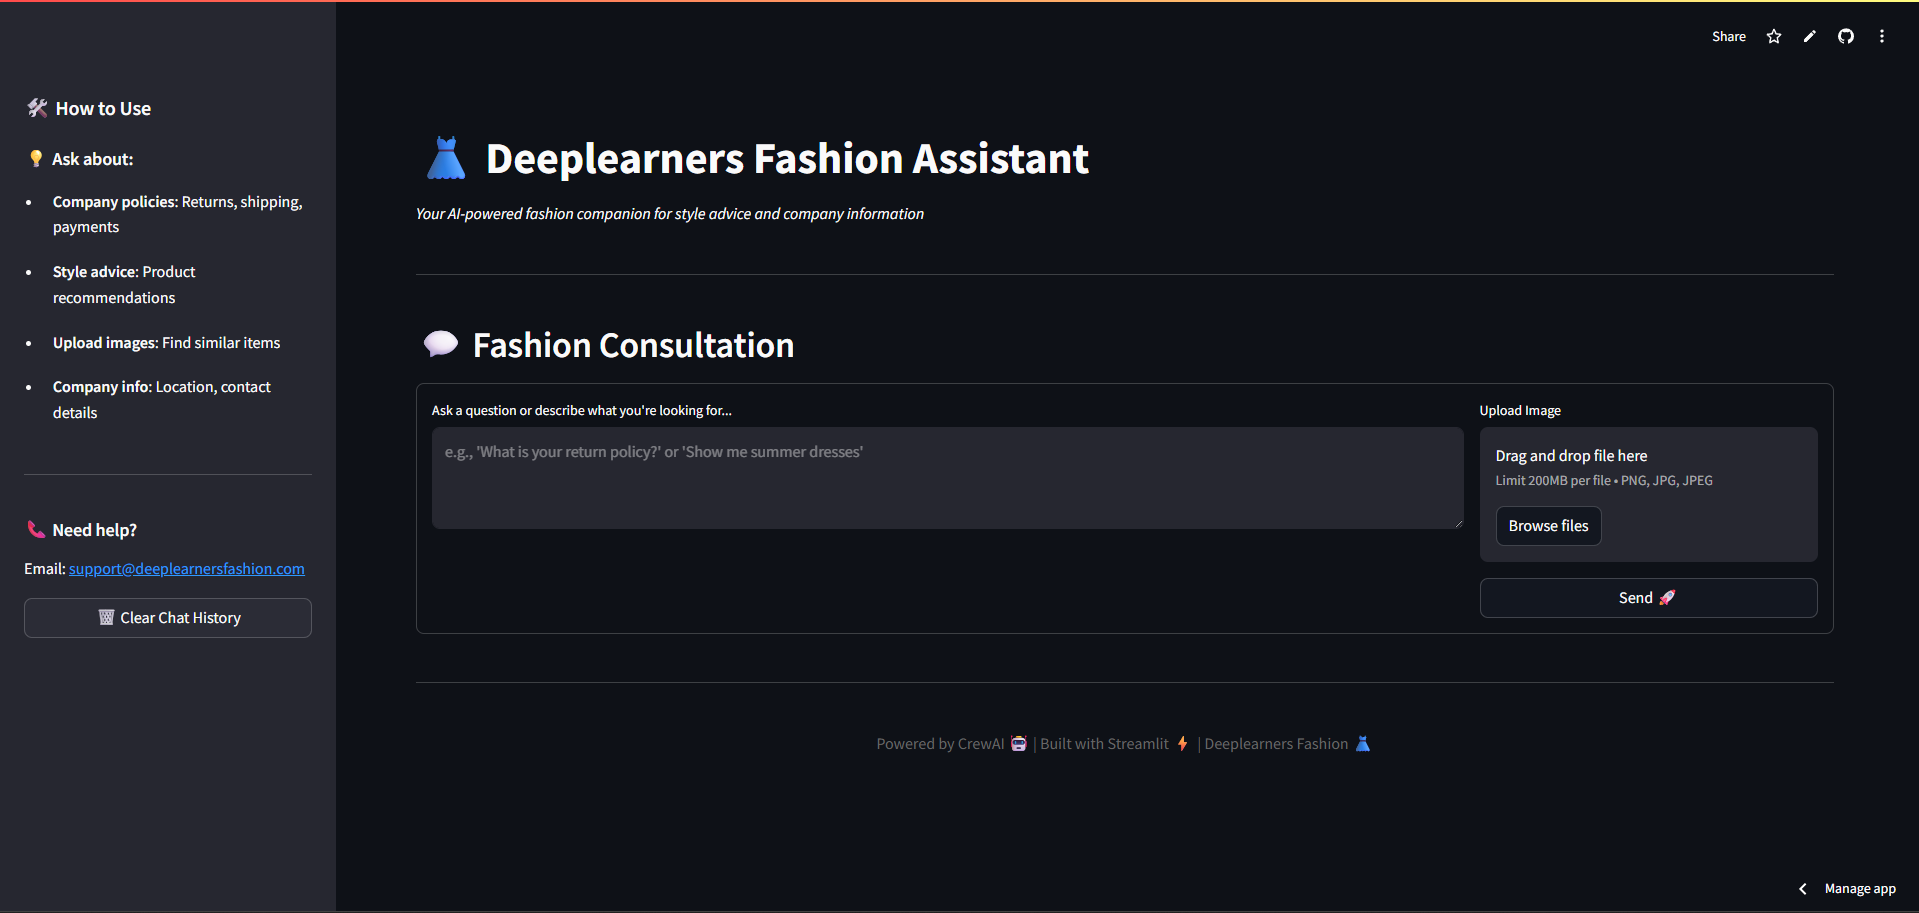 Share
🛠️ How to Use
💡 Ask about:
• Company policies: Returns, shipping,
payments
• Style advice: Product
recommendations
• Upload images: Find similar items
• Company info: Location, contact
details
📞 Need help?
Email: support@deeplearnersfashion.com
🗑️ Clear Chat History
👗 Deeplearners Fashion Assistant
Your AI-powered fashion companion for style advice and company information
💬 Fashion Consultation
Ask a question or describe what you're looking for...
e.g., 'What is your return policy?' or 'Show me summer dresses'
Upload Image
Drag and drop file here
Limit 200MB per file • PNG, JPG, JPEG
Browse files
Send 🚀
Powered by CrewAI 🤖 | Built with Streamlit ⚡ | Deeplearners Fashion 👗
Manage app